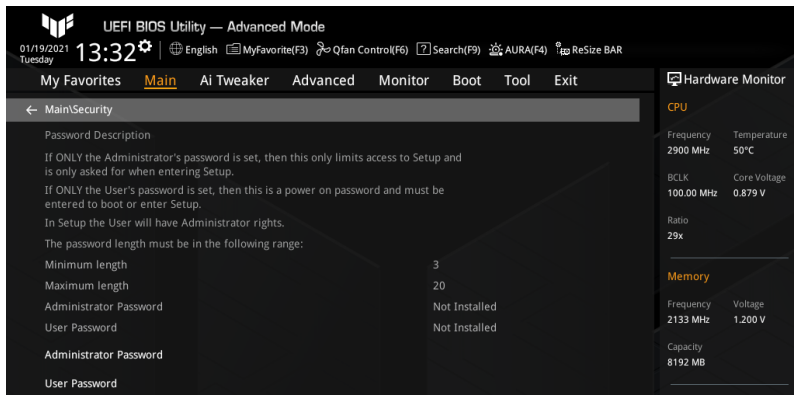 UEFI BIOS Utility — Advanced Mode
01/19/2021
Tuesday
13:32
English
MyFavorite(F3)
Qfan Control(F6)
Search(F9)
AURA(F4)
ReSize BAR
My Favorites
Main
Ai Tweaker
Advanced
Monitor
Boot
Tool
Exit
Main\Security
Password Description
If ONLY the Administrator's password is set, then this only limits access to Setup and
is only asked for when entering Setup.
If ONLY the User's password is set, then this is a power on password and must be
entered to boot or enter Setup.
In Setup the User will have Administrator rights.
The password length must be in the following range:
Minimum length 3
Maximum length 20
Administrator Password Not Installed
User Password Not Installed
Administrator Password
User Password
Hardware Monitor
CPU
Frequency Temperature
2900 MHz 50°C
BCLK Core Voltage
100.00 MHz 0.879 V
Ratio
29x
Memory
Frequency Voltage
2133 MHz 1.200 V
Capacity
8192 MB